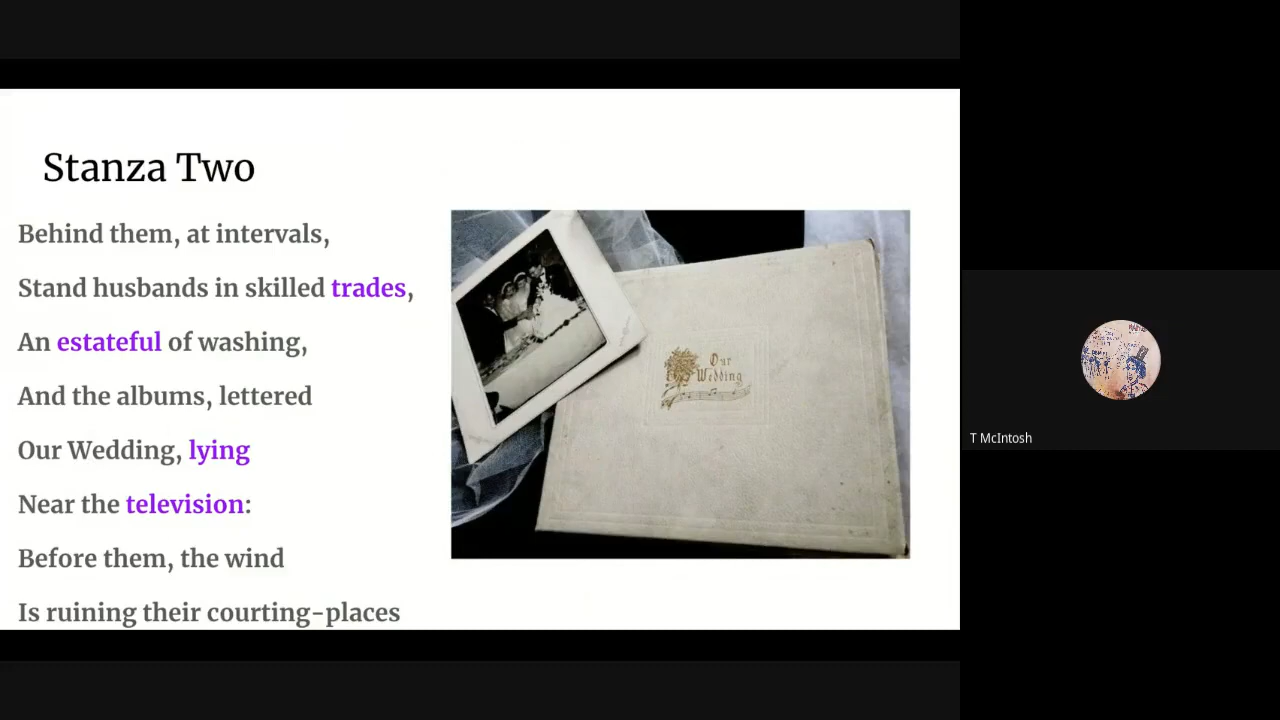 Stanza Two
Behind them, at intervals,
Stand husbands in skilled trades,
An estateful of washing,
And the albums, lettered
Our Wedding, lying
Near the television:
Before them, the wind
Is ruining their courting-places
Our
Wedding
T McIntosh